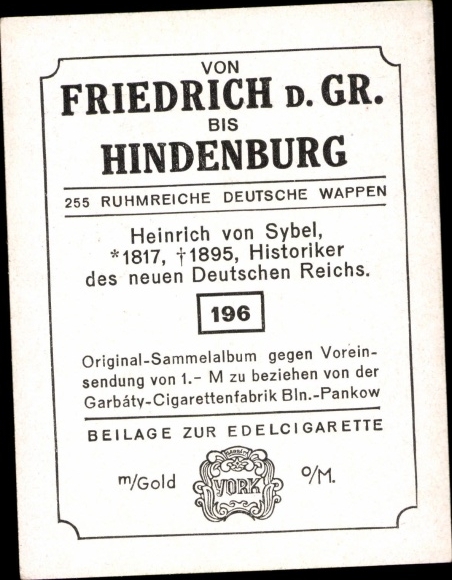 VON
FRIEDRICH D. GR.
BIS
HINDENBURG
255 RUHMREICHE DEUTSCHE WAPPEN
Heinrich von Sybel,
*1817, †1895, Historiker
des neuen Deutschen Reichs.
196
Original-Sammelalbum gegen Vorein-
sendung von 1.- M zu beziehen von der
Garbáty-Cigarettenfabrik Bln.-Pankow
BEILAGE ZUR EDELCIGARETTE
m/Gold YORK o/M.